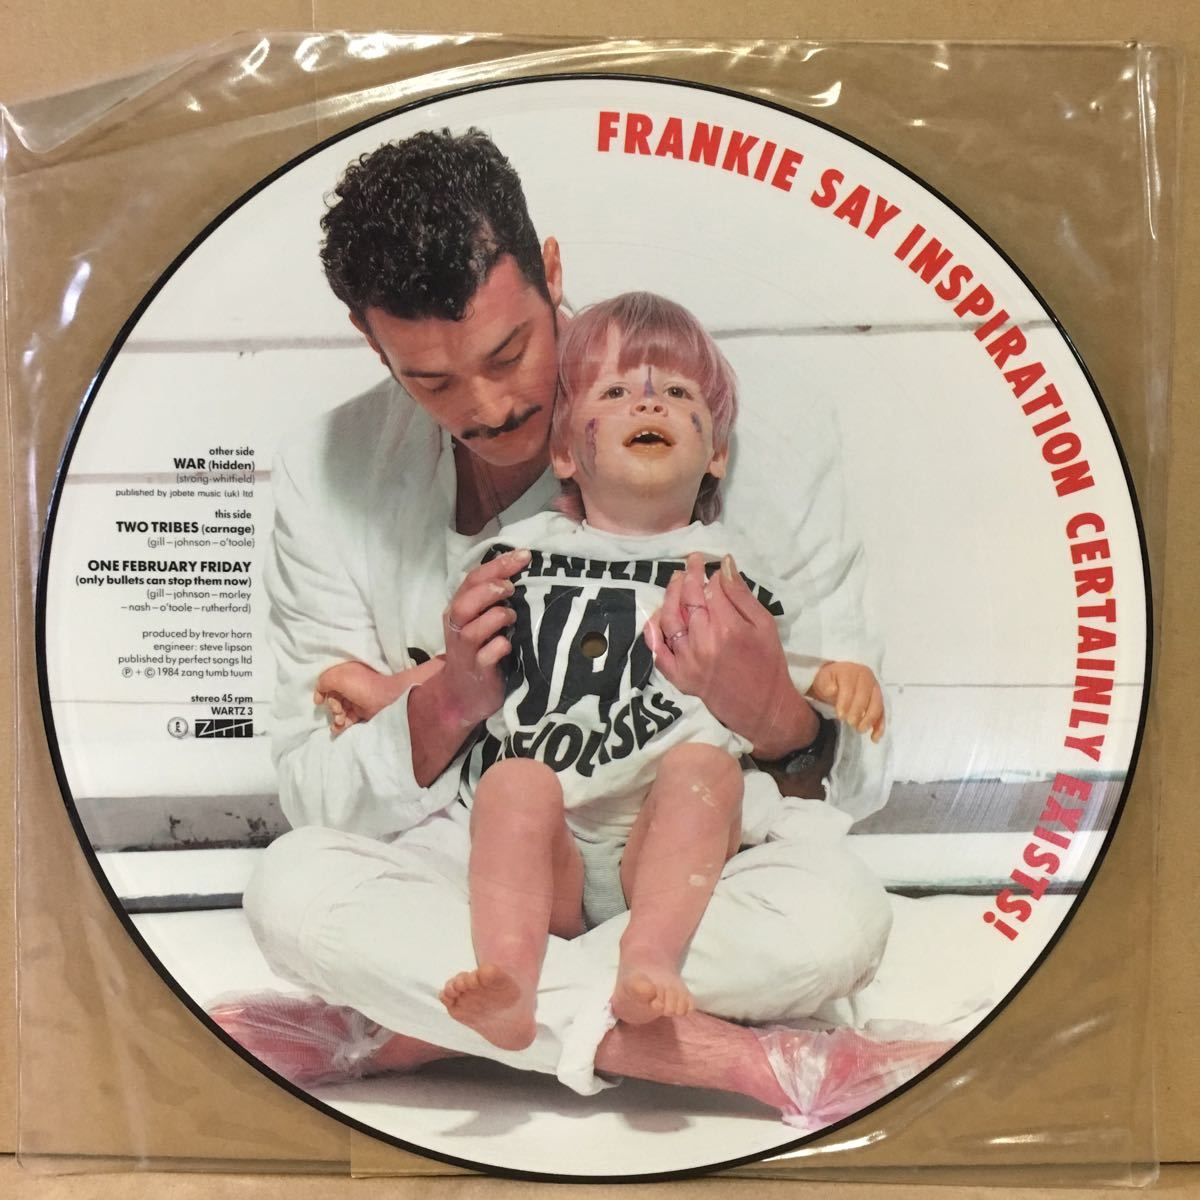 FRANKIE SAY INSPIRATION CERTAINLY EXISTS!
other side
WAR (hidden)
(strong-whitfield)
published by jobete music (uk) ltd
this side
TWO TRIBES (carnage)
(gill – johnson – o'toole)
ONE FEBRUARY FRIDAY
(only bullets can stop them now)
(gill – johnson – morley
– nash – o'toole – rutherford)
produced by trevor horn
engineer: steve lipson
published by perfect songs ltd
℗ + © 1984 zang tumb tuum
stereo 45 rpm
WARTZ 3
ZTT